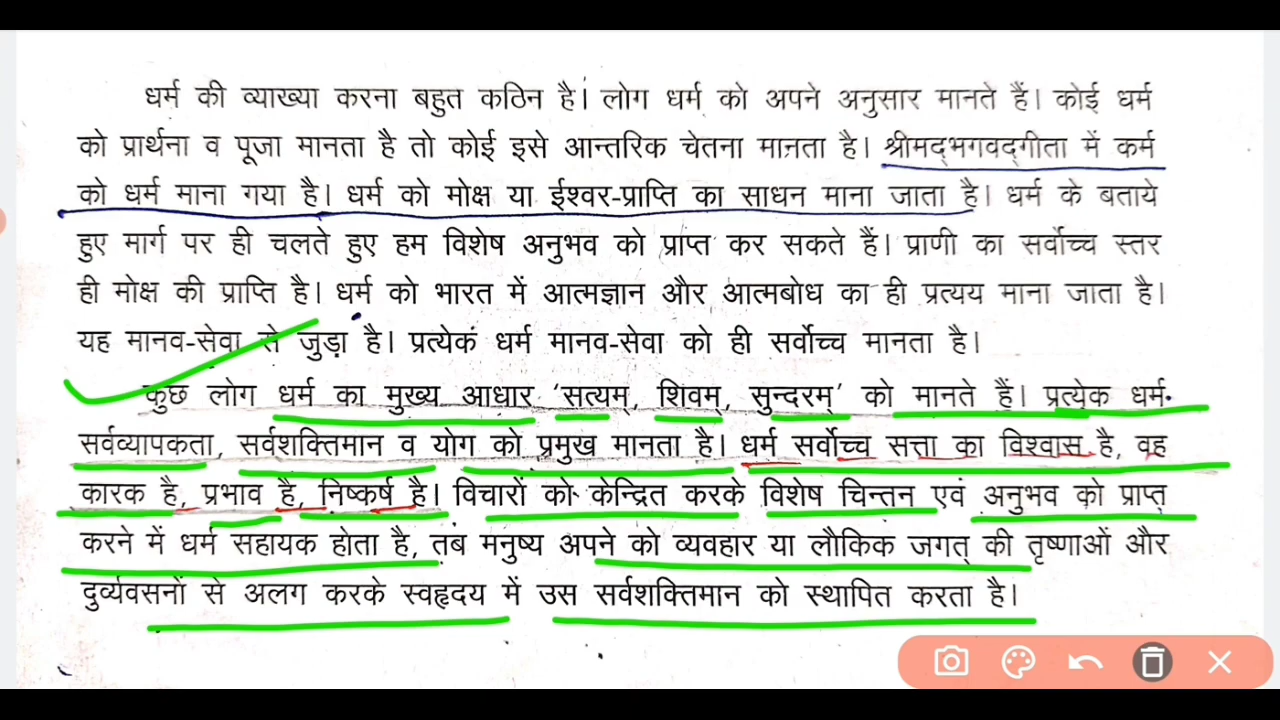 धर्म की व्याख्या करना बहुत कठिन है। लोग धर्म को अपने अनुसार मानते हैं। कोई धर्म
को प्रार्थना व पूजा मानता है तो कोई इसे आन्तरिक चेतना मानता है। श्रीमद्भगवद्गीता में कर्म
को धर्म माना गया है। धर्म को मोक्ष या ईश्वर-प्राप्ति का साधन माना जाता है। धर्म के बताये
हुए मार्ग पर ही चलते हुए हम विशेष अनुभव को प्राप्त कर सकते हैं। प्राणी का सर्वोच्च स्तर
ही मोक्ष की प्राप्ति है। धर्म को भारत में आत्मज्ञान और आत्मबोध का ही प्रत्यय माना जाता है।
यह मानव-सेवा से जुड़ा है। प्रत्येक धर्म मानव-सेवा को ही सर्वोच्च मानता है।
कुछ लोग धर्म का मुख्य आधार 'सत्यम्, शिवम्, सुन्दरम्' को मानते हैं। प्रत्येक धर्म
सर्वव्यापकता, सर्वशक्तिमान व योग को प्रमुख मानता है। धर्म सर्वोच्च सत्ता का विश्वास है, वह
कारक है, प्रभाव है, निष्कर्ष है। विचारों को केन्द्रित करके विशेष चिन्तन एवं अनुभव को प्राप्त
करने में धर्म सहायक होता है, तब मनुष्य अपने को व्यवहार या लौकिक जगत् की तृष्णाओं और
दुर्व्यवसनों से अलग करके स्वहृदय में उस सर्वशक्तिमान को स्थापित करता है।